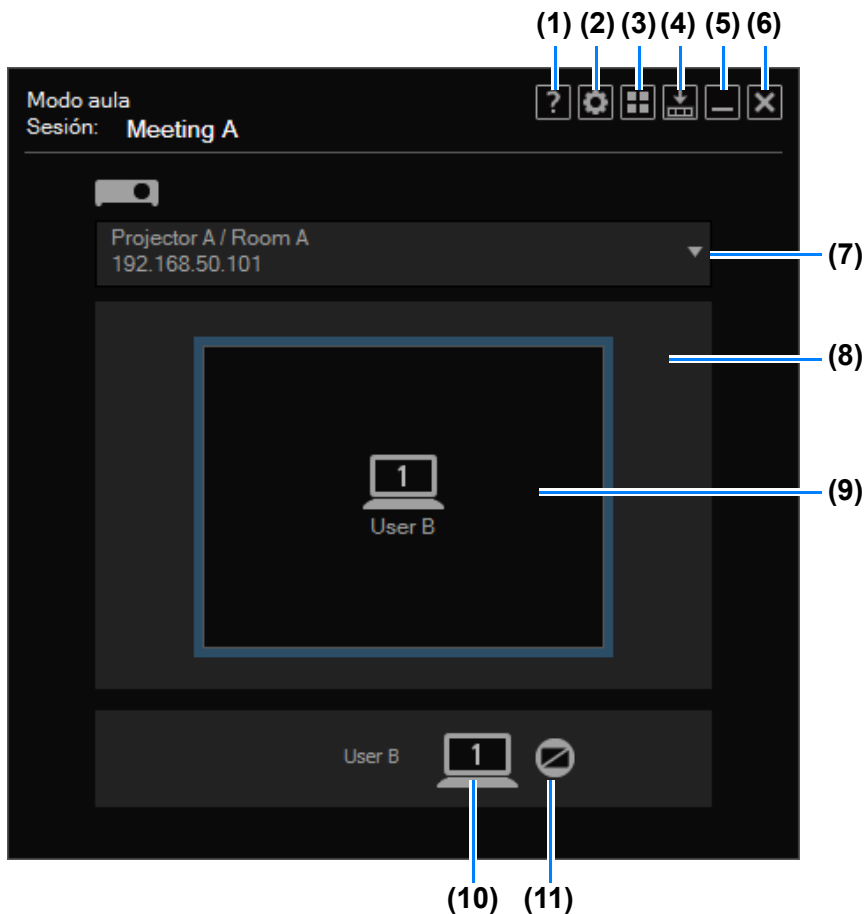 (1) (2) (3) (4) (5) (6)
?
Modo aula
Sesión: Meeting A
Projector A / Room A
192.168.50.101
(7)
(8)
1
User B
(9)
User B 1
(10) (11)